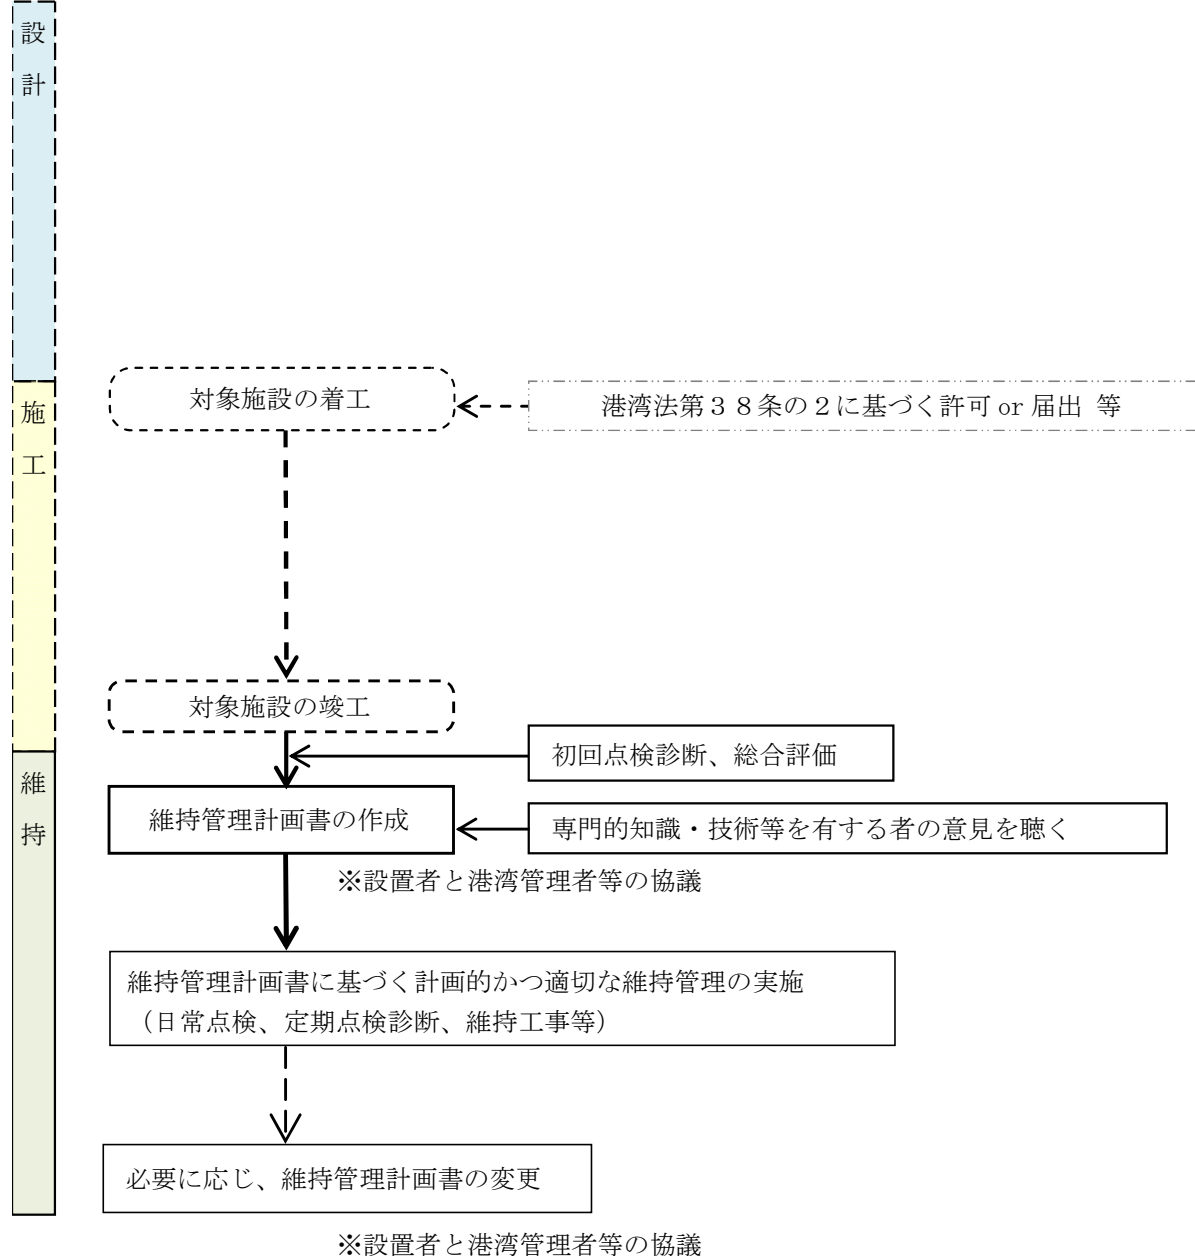 設
計
対象施設の着工
港湾法第３８条の２に基づく許可 or 届出 等
施
工
対象施設の竣工
初回点検診断、総合評価
維
持
維持管理計画書の作成
専門的知識・技術等を有する者の意見を聴く
※設置者と港湾管理者等の協議
維持管理計画書に基づく計画的かつ適切な維持管理の実施
（日常点検、定期点検診断、維持工事等）
必要に応じ、維持管理計画書の変更
※設置者と港湾管理者等の協議